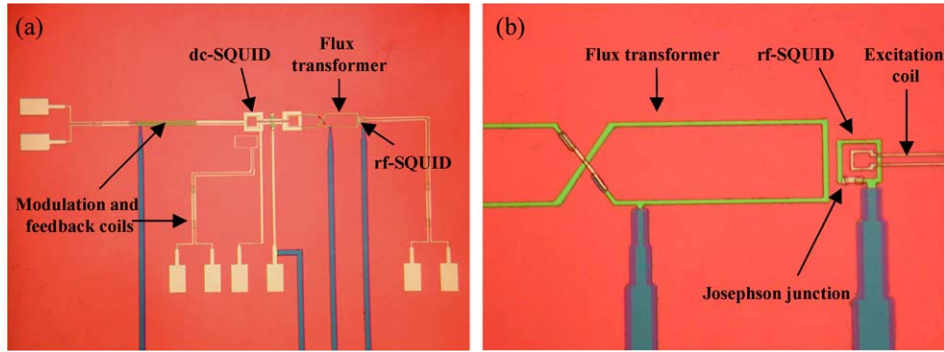 (a)
dc-SQUID
Flux
transformer
rf-SQUID
Modulation and
feedback coils
(b)
Flux transformer
rf-SQUID
Excitation
coil
Josephson junction